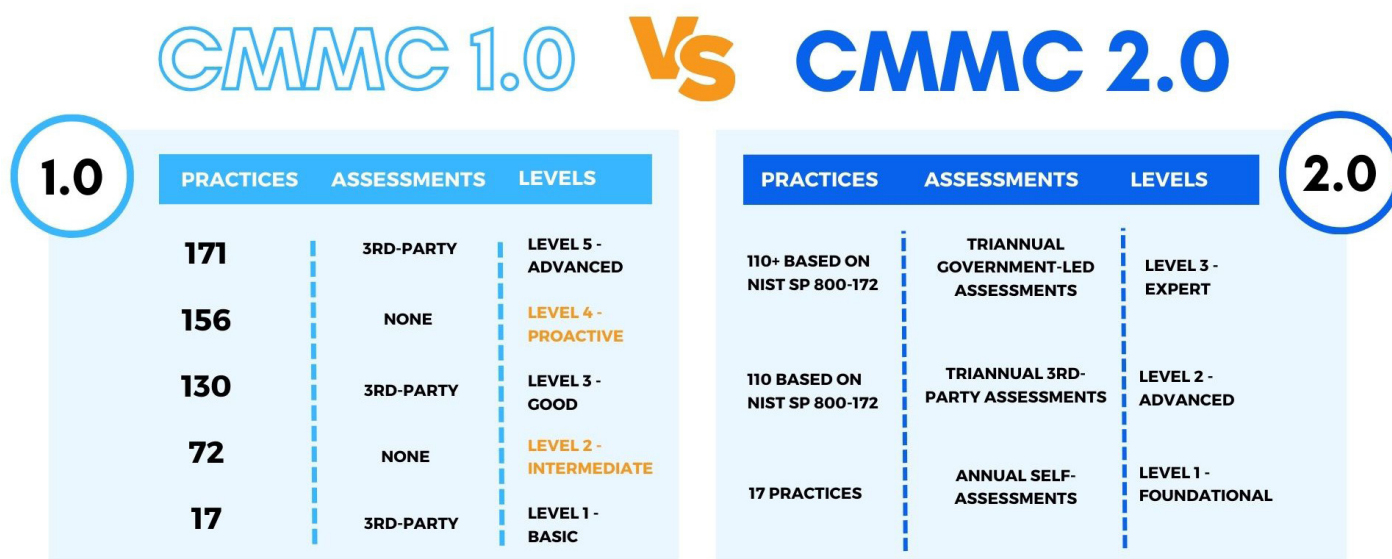 CMMC 1.0 VS CMMC 2.0
1.0
PRACTICES ASSESSMENTS LEVELS
171 3RD-PARTY LEVEL 5 -
ADVANCED
156 NONE LEVEL 4 -
PROACTIVE
130 3RD-PARTY LEVEL 3 -
GOOD
72 NONE LEVEL 2 -
INTERMEDIATE
17 3RD-PARTY LEVEL 1 -
BASIC
2.0
PRACTICES ASSESSMENTS LEVELS
110+ BASED ON
NIST SP 800-172
TRIANNUAL
GOVERNMENT-LED
ASSESSMENTS
LEVEL 3 -
EXPERT
110 BASED ON
NIST SP 800-172
TRIANNUAL 3RD-
PARTY ASSESSMENTS
LEVEL 2 -
ADVANCED
17 PRACTICES
ANNUAL SELF-
ASSESSMENTS
LEVEL 1 -
FOUNDATIONAL